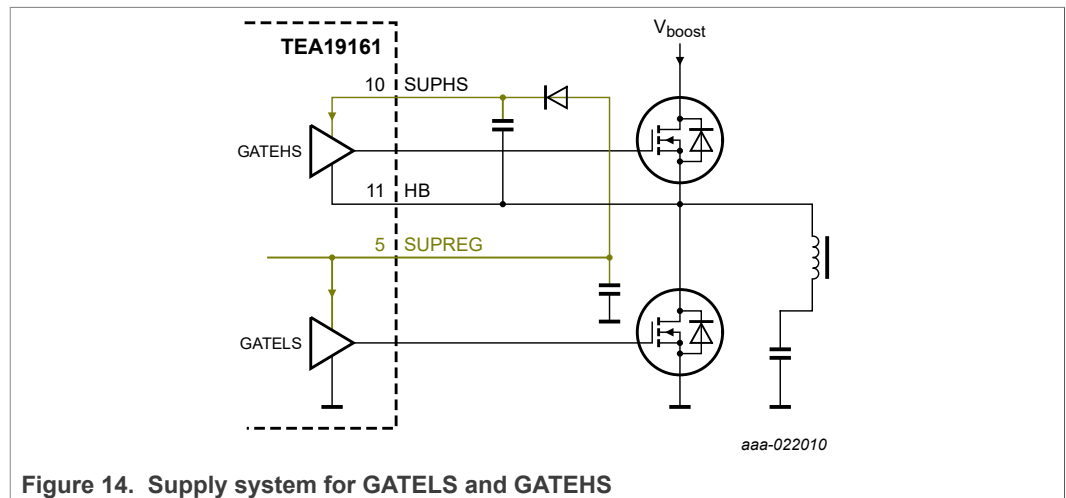 V boost
TEA19161
10 SUPHS
GATEHS
11 HB
5 SUPREG
GATELS
aaa-022010
Figure 14. Supply system for GATELS and GATEHS